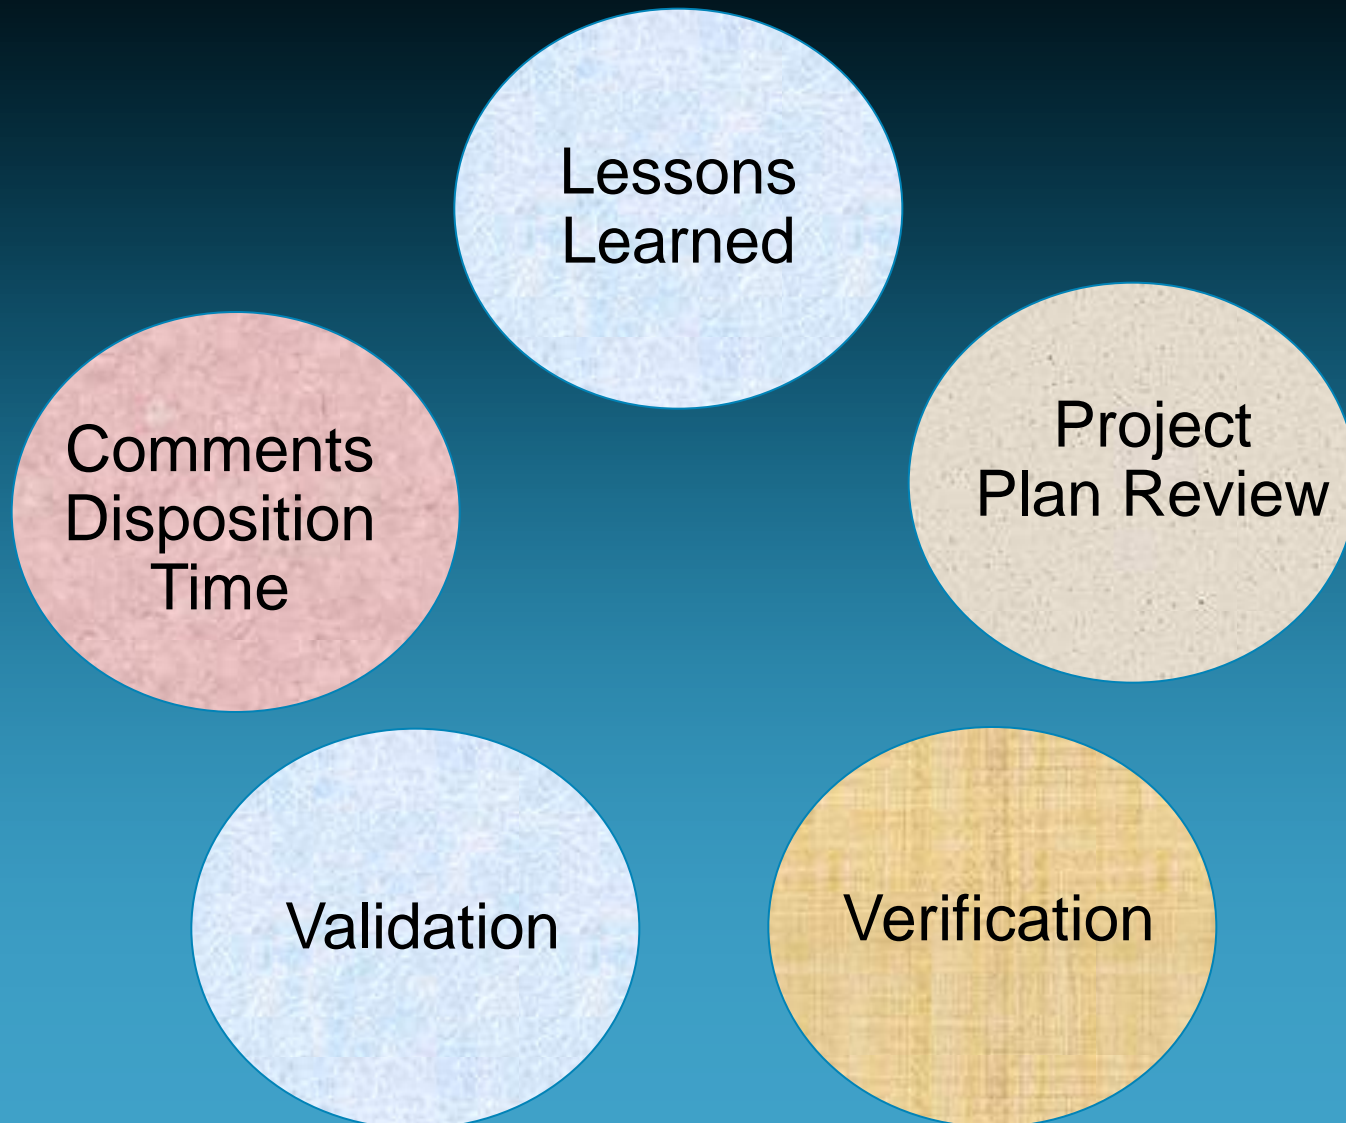 Lessons
Learned
Project
Plan Review
Comments
Disposition
Time
Validation
Verification